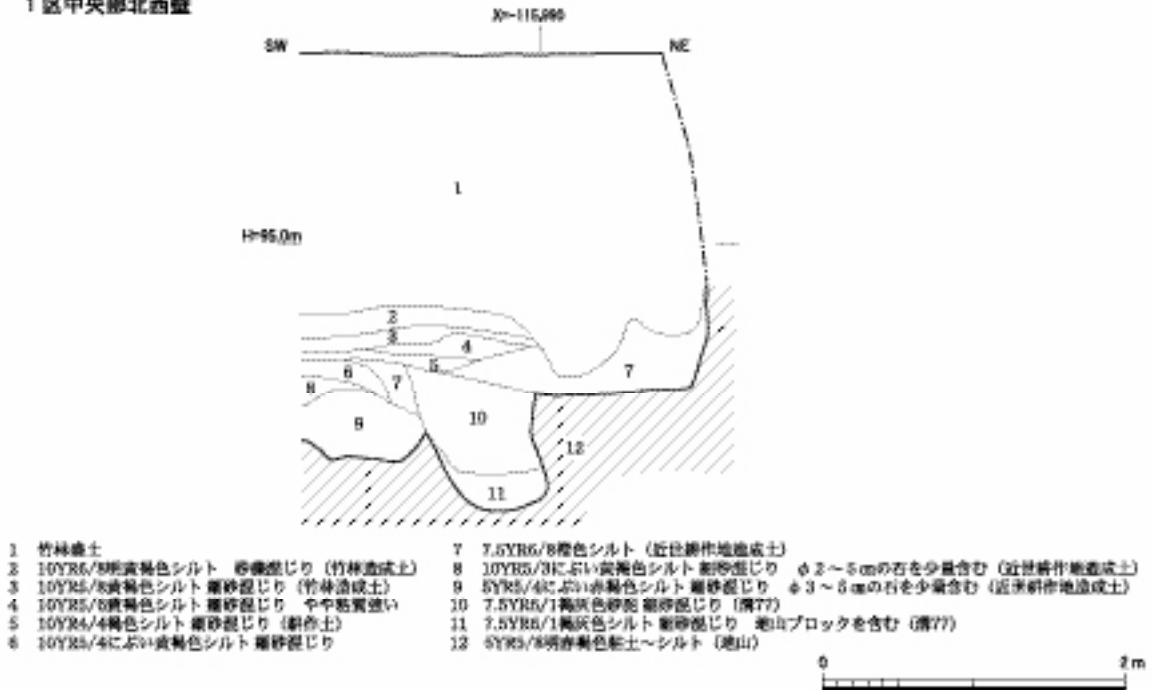 1区中央部北西壁
X=-115,990
SW
NE
1
H=95.0m
2
3
4
5
6
7
7
8
9
10
12
11
1 竹林盛土
2 10YR6/8明黄褐色シルト 砂礫混じり（竹林造成土）
3 10YR5/8黄褐色シルト 細砂混じり（竹林造成土）
4 10YR5/6黄褐色シルト 細砂混じり やや粘質強い
5 10YR4/4褐色シルト 細砂混じり（耕作土）
6 10YR5/4にぶい黄褐色シルト 細砂混じり
7 7.5YR6/8橙色シルト（近世耕作地造成土）
8 10YR5/3にぶい黄褐色シルト 細砂混じり φ2～5㎝の石を少量含む（近世耕作地造成土）
9 5YR5/4にぶい赤褐色シルト 細砂混じり φ3～5㎝の石を少量含む（近世耕作地造成土）
10 7.5YR6/1褐灰色砂泥 細砂混じり（溝77）
11 7.5YR6/1褐灰色シルト 細砂混じり 地山ブロックを含む（溝77）
12 5YR5/8明赤褐色粘土～シルト（地山）
0 2m